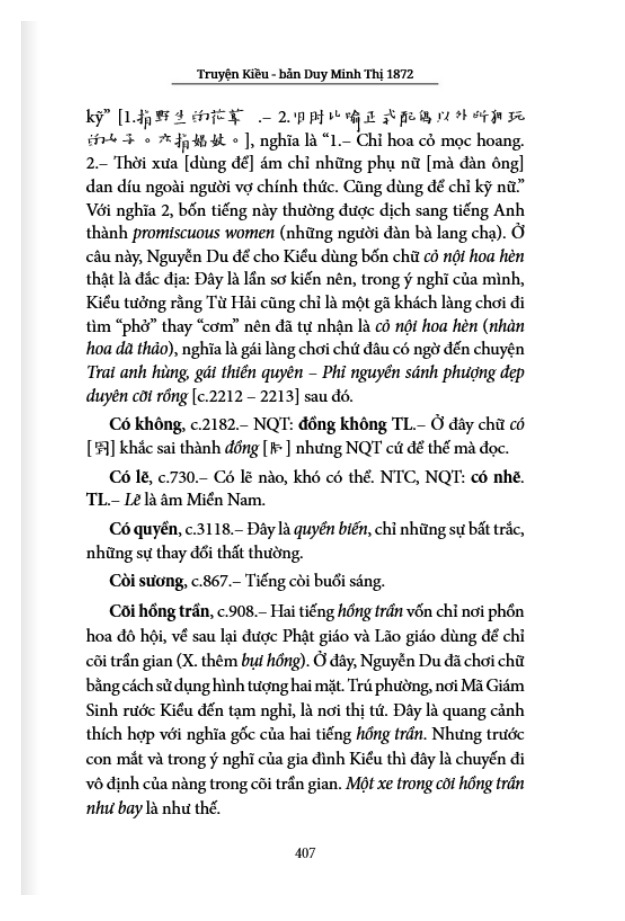 Truyện Kiều - bản Duy Minh Thị 1872
kỹ” [1.指野生的花草 .– 2.旧时比喻正式配偶以外所狎玩
的女子。亦指娼妓。], nghĩa là “1.– Chỉ hoa cỏ mọc hoang.
2.– Thời xưa [dùng để] ám chỉ những phụ nữ [mà đàn ông]
dan díu ngoài người vợ chính thức. Cũng dùng để chỉ kỹ nữ.”
Với nghĩa 2, bốn tiếng này thường được dịch sang tiếng Anh
thành promiscuous women (những người đàn bà lang chạ). Ở
câu này, Nguyễn Du để cho Kiều dùng bốn chữ cỏ nội hoa hèn
thật là đắc địa: Đây là lần sơ kiến nên, trong ý nghĩ của mình,
Kiều tưởng rằng Từ Hải cũng chỉ là một gã khách làng chơi đi
tìm “phở” thay “cơm” nên đã tự nhận là cỏ nội hoa hèn (nhàn
hoa dã thảo), nghĩa là gái làng chơi chứ đâu có ngờ đến chuyện
Trai anh hùng, gái thiền quyên – Phỉ nguyền sánh phượng đẹp
duyên cõi rồng [c.2212 – 2213] sau đó.
Có không, c.2182.– NQT: đồng không TL.– Ở đây chữ có
[ ] khắc sai thành đồng [ ] nhưng NQT cứ để thế mà đọc.
Có lẽ, c.730.– Có lẽ nào, khó có thể. NTC, NQT: có nhẽ.
TL.– Lẽ là âm Miền Nam.
Có quyền, c.3118.– Đây là quyền biến, chỉ những sự bất trắc,
những sự thay đổi thất thường.
Còi sương, c.867.– Tiếng còi buổi sáng.
Cõi hồng trần, c.908.– Hai tiếng hồng trần vốn chỉ nơi phồn
hoa đô hội, về sau lại được Phật giáo và Lão giáo dùng để chỉ
cõi trần gian (X. thêm bụi hồng). Ở đây, Nguyễn Du đã chơi chữ
bằng cách sử dụng hình tượng hai mặt. Trú phường, nơi Mã Giám
Sinh rước Kiều đến tạm nghỉ, là nơi thị tứ. Đây là quang cảnh
thích hợp với nghĩa gốc của hai tiếng hồng trần. Nhưng trước
con mắt và trong ý nghĩ của gia đình Kiều thì đây là chuyến đi
vô định của nàng trong cõi trần gian. Một xe trong cõi hồng trần
như bay là như thế.
407